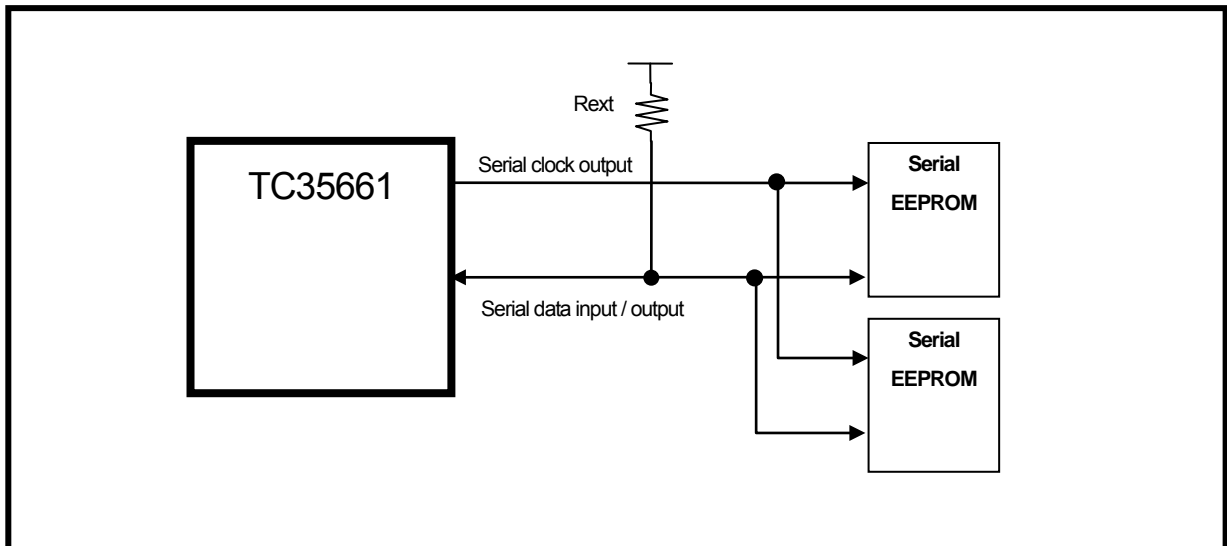 Rext
TC35661
Serial clock output
Serial
EEPROM
Serial data input / output
Serial
EEPROM